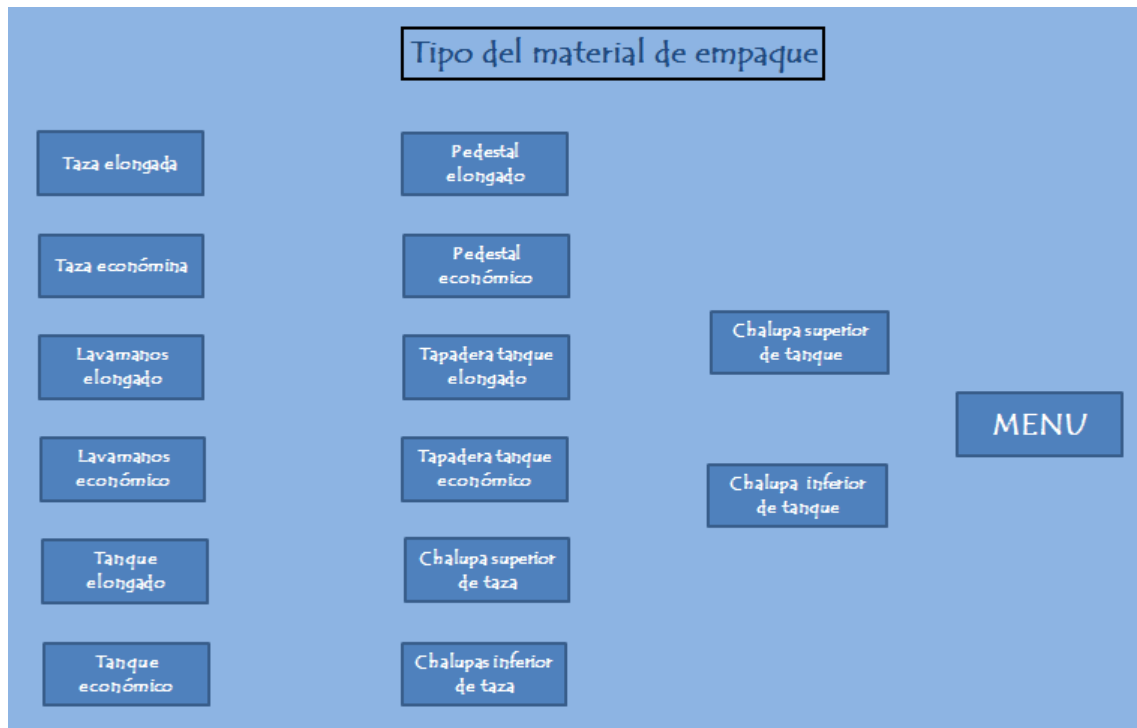 Tipo del material de empaque
Taza elongada
Taza económina
Lavamanos
elongado
Lavamanos
económico
Tanque
elongado
Tanque
económico
Pedestal
elongado
Pedestal
económico
Tapadera tanque
elongado
Tapadera tanque
económico
Chalupa superior
de taza
Chalupas inferior
de taza
Chalupa superior
de tanque
Chalupa inferior
de tanque
MENU